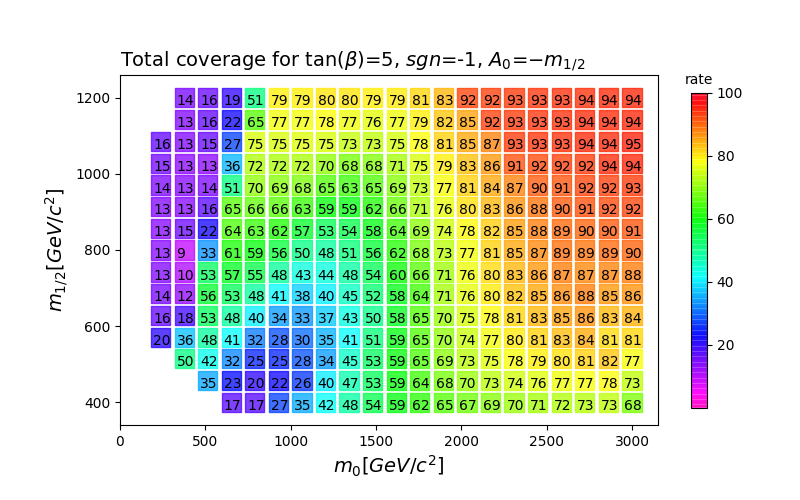 Total coverage for tan(β)=5, sgn=-1, A₀=−m₁/₂
rate
1200 14 16 19 51 79 79 80 80 79 79 81 83 92 92 93 93 93 94 94 94 100
13 16 22 65 77 77 78 77 76 77 79 82 85 92 93 93 93 94 94 94
16 13 15 27 75 75 75 75 73 73 75 78 81 85 87 93 93 93 94 94 95
1000 15 13 13 36 72 72 72 70 68 68 71 75 79 83 86 91 92 92 92 94 94 80
14 13 14 51 70 69 68 65 63 65 69 73 77 81 84 87 90 91 92 92 93
13 13 16 65 66 66 63 59 59 62 66 71 76 80 83 86 88 90 91 92 92
13 15 22 64 63 62 57 53 54 58 64 69 74 78 82 85 88 89 90 90 91 60
800 13 9 33 61 59 56 50 48 51 56 62 68 73 77 81 85 87 89 89 89 90
13 10 53 57 55 48 43 44 48 54 60 66 71 76 80 83 86 87 87 87 88
14 12 56 53 48 41 38 40 45 52 58 64 71 76 80 82 85 86 88 85 86 40
600 16 18 53 48 40 34 33 37 43 50 58 65 70 75 78 81 83 85 86 83 84
20 36 48 41 32 28 30 35 41 51 59 65 70 74 77 80 81 82 84 81 81
50 42 32 25 25 28 34 45 53 59 65 69 73 75 78 79 80 81 82 77 20
35 23 20 22 26 40 47 53 59 64 68 70 73 74 76 77 77 78 73
400 17 17 27 35 42 48 54 59 62 65 67 69 70 71 72 73 73 68
0 500 1000 1500 2000 2500 3000
m₀[GeV/c²]
m₁/₂[GeV/c²]